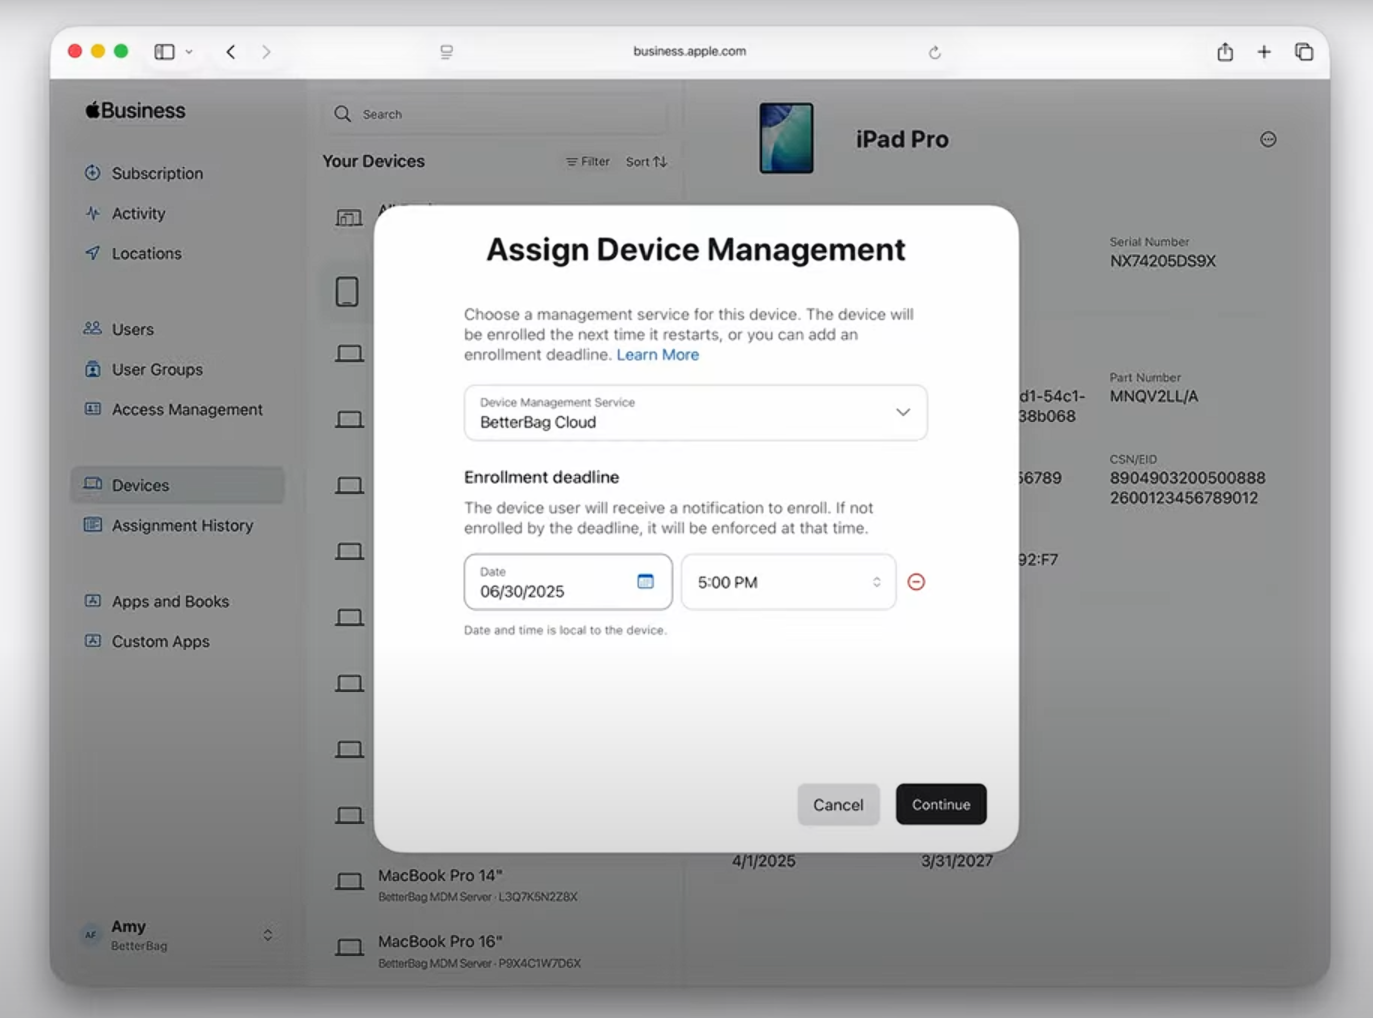 business.apple.com
Business
Search
Subscription
Activity
Locations
Users
User Groups
Access Management
Devices
Assignment History
Apps and Books
Custom Apps
Amy
BetterBag
AF
Your Devices
Filter
Sort
MacBook Pro 14"
BetterBag MDM Server · L3Q7K5N2Z8X
MacBook Pro 16"
BetterBag MDM Server · P9X4C1W7D6X
iPad Pro
Serial Number
NX74205DS9X
Part Number
MNQV2LL/A
d1-54c1-
38b068
CSN/EID
8904903200500888
2600123456789012
56789
92:F7
4/1/2025
3/31/2027
Assign Device Management
Choose a management service for this device. The device will
be enrolled the next time it restarts, or you can add an
enrollment deadline. Learn More
Device Management Service
BetterBag Cloud
Enrollment deadline
The device user will receive a notification to enroll. If not
enrolled by the deadline, it will be enforced at that time.
Date
06/30/2025
5:00 PM
Date and time is local to the device.
Cancel
Continue